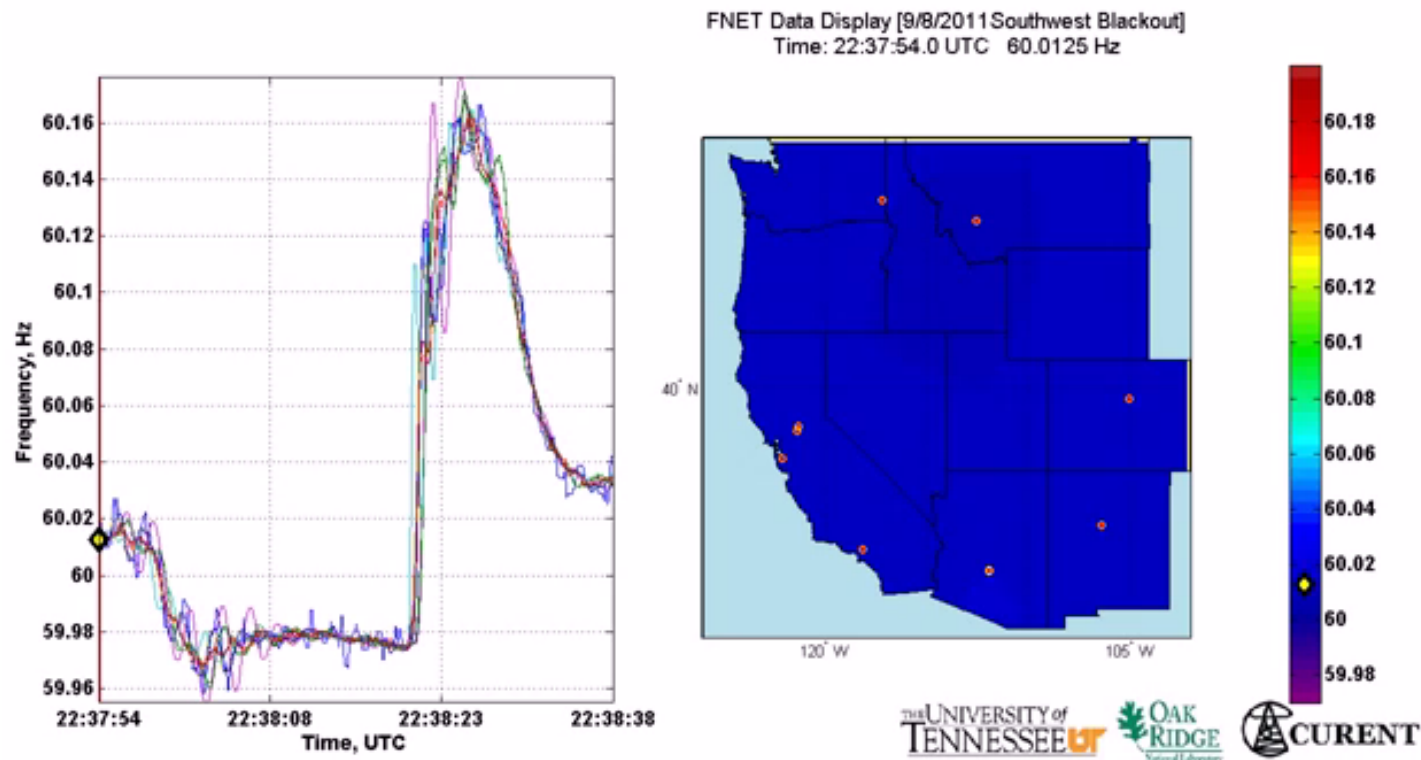 FNET Data Display [9/8/2011Southwest Blackout]
Time: 22:37:54.0 UTC 60.0125 Hz
60.16
60.14
60.12
60.1
60.08
60.06
60.04
60.02
60
59.98
59.96
Frequency, Hz
22:37:54
22:38:08
22:38:23
22:38:38
Time, UTC
40° N
120° W
105° W
60.18
60.16
60.14
60.12
60.1
60.08
60.06
60.04
60.02
60
59.98
THE UNIVERSITY of
TENNESSEE UT
OAK
RIDGE
National Laboratory
CURENT